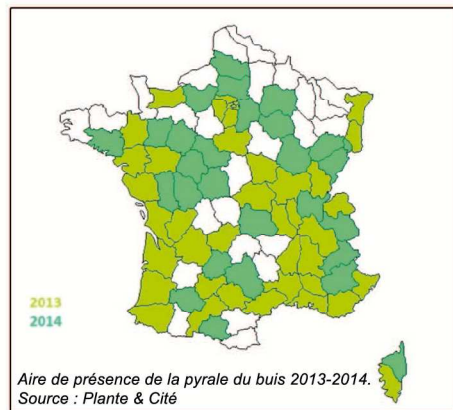 2013
2014
Aire de présence de la pyrale du buis 2013-2014.
Source : Plante & Cité